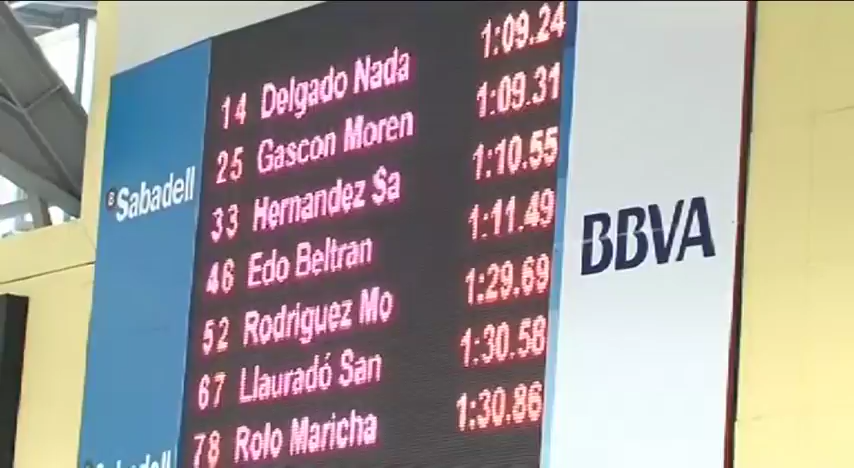 14 Delgado Nada 1:09.24
25 Gascon Moren 1:09.31
33 Hernandez Sa 1:10.55
46 Edo Beltran 1:11.49
52 Rodriguez Mo 1:29.69
67 Llauradó San 1:30.58
78 Rolo Maricha 1:30.86
BSabadell
BBVA
Sabadell